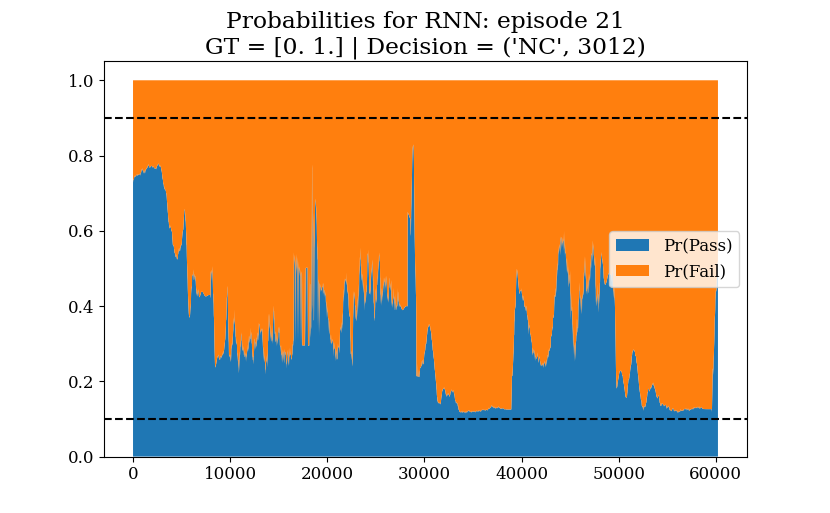 Probabilities for RNN: episode 21
GT = [0. 1.] | Decision = ('NC', 3012)
1.0
0.8
0.6
0.4
0.2
0.0
Pr(Pass)
Pr(Fail)
0 10000 20000 30000 40000 50000 60000